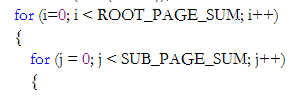 for (i=0; i < ROOT_PAGE_SUM; i++)
{
for (j = 0; j < SUB_PAGE_SUM; j++)
{